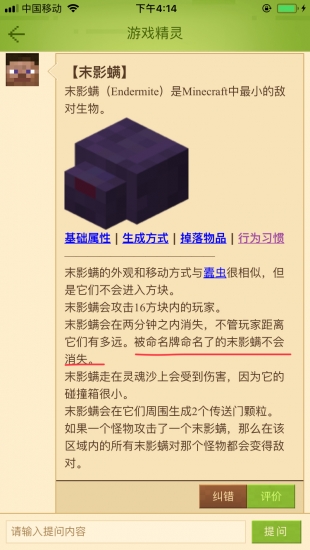 中国移动
下午4:14
游戏精灵
【末影螨】
末影螨（Endermite）是Minecraft中最小的敌
对生物。
基础属性 | 生成方式 | 掉落物品 | 行为习惯
末影螨的外观和移动方式与蠹虫很相似，但
是它们不会进入方块。
末影螨会攻击16方块内的玩家。
末影螨会在两分钟之内消失，不管玩家距离
它们有多远。被命名牌命名了的末影螨不会
消失。
末影螨走在灵魂沙上会受到伤害，因为它的
碰撞箱很小。
末影螨会在它们周围生成2个传送门颗粒。
如果一个怪物攻击了一个末影螨，那么在该
区域内的所有末影螨对那个怪物都会变得敌
对。
纠错 评价
请输入提问内容 提问